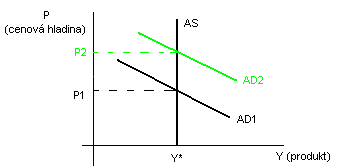 P
(cenová hladina)
AS
P2
AD2
P1
AD1
Y*
Y (produkt)